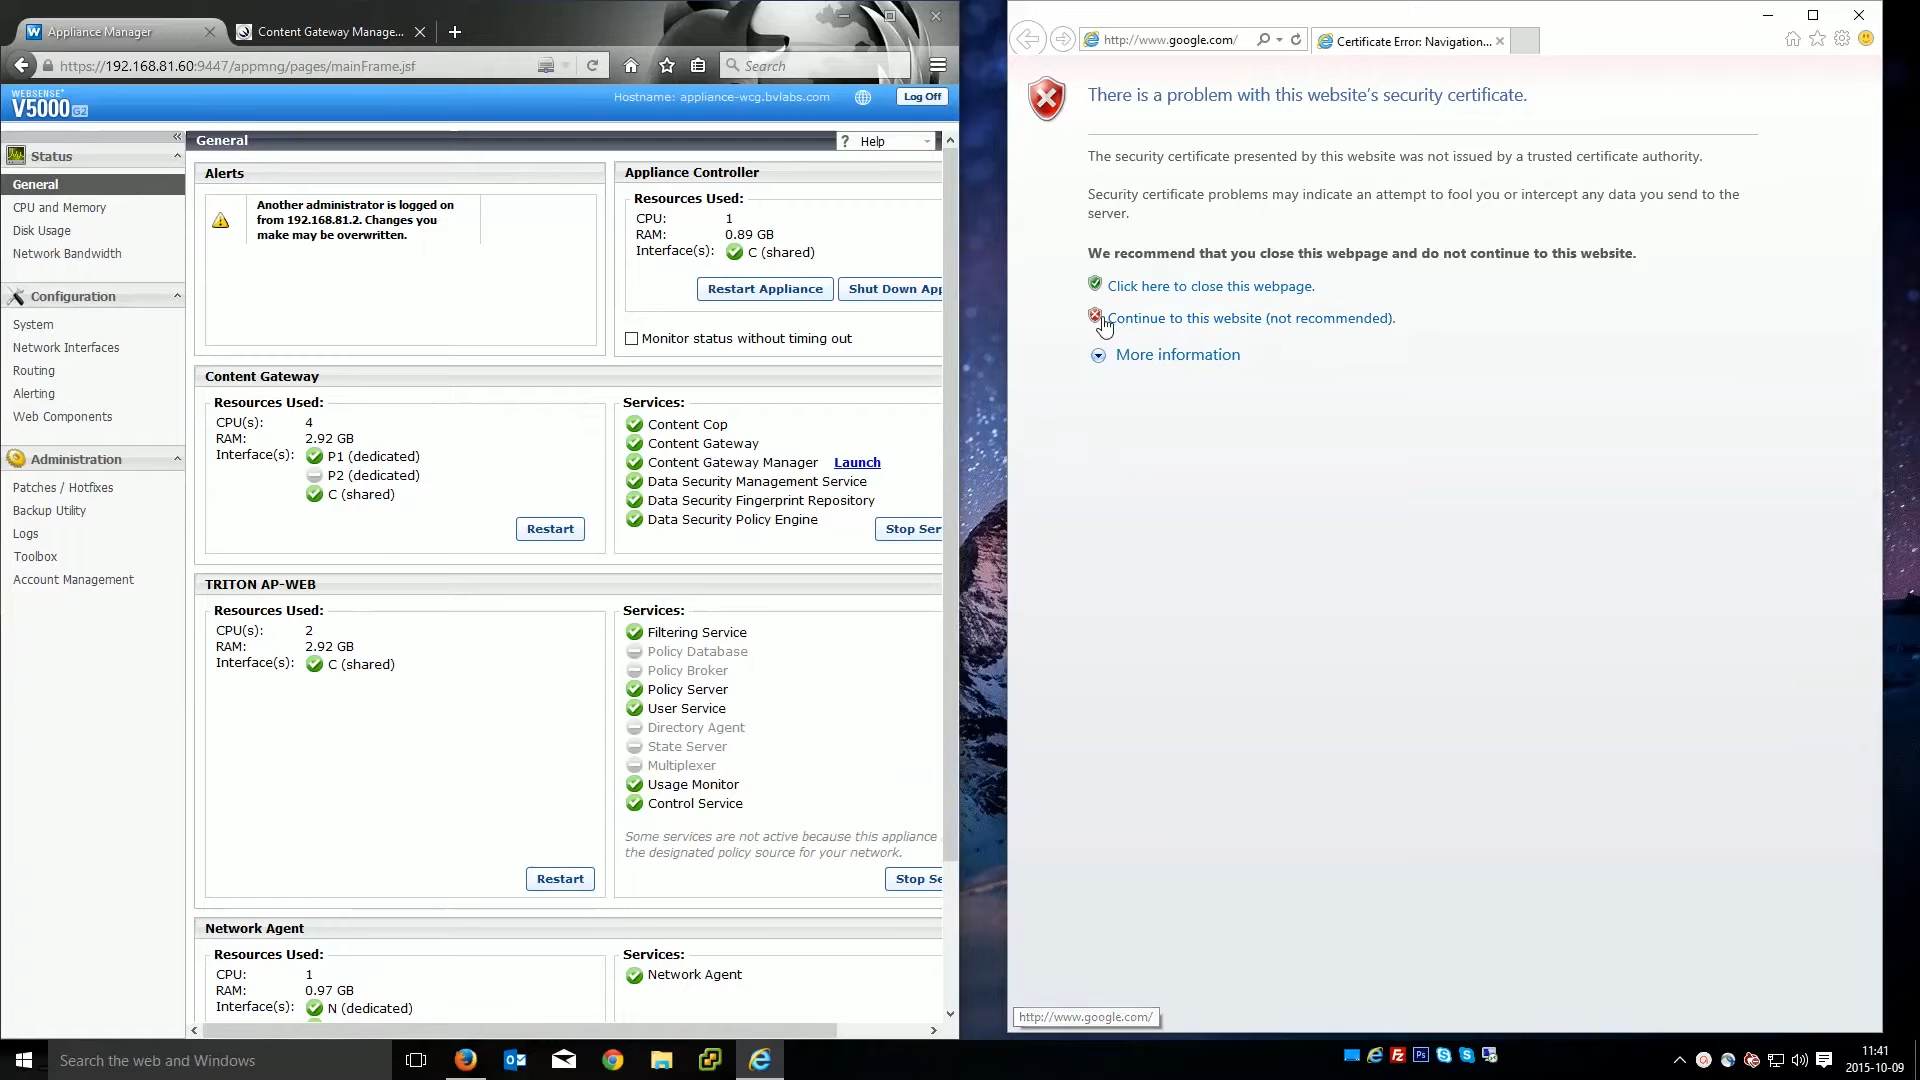 Appliance Manager
Content Gateway Manage...
https://192.168.81.60:9447/appmng/pages/mainFrame.jsf
Search
WEBSENSE®
V5000 G2
Hostname: appliance-wcg.bvlabs.com
Log Off
Status
General
CPU and Memory
Disk Usage
Network Bandwidth
Configuration
System
Network Interfaces
Routing
Alerting
Web Components
Administration
Patches / Hotfixes
Backup Utility
Logs
Toolbox
Account Management
General
? Help
Alerts
Another administrator is logged on
from 192.168.81.2. Changes you
make may be overwritten.
Appliance Controller
Resources Used:
CPU: 1
RAM: 0.89 GB
Interface(s): C (shared)
Restart Appliance
Shut Down App
Monitor status without timing out
Content Gateway
Resources Used:
CPU(s): 4
RAM: 2.92 GB
Interface(s): P1 (dedicated)
P2 (dedicated)
C (shared)
Restart
Services:
Content Cop
Content Gateway
Content Gateway Manager Launch
Data Security Management Service
Data Security Fingerprint Repository
Data Security Policy Engine
Stop Ser
TRITON AP-WEB
Resources Used:
CPU(s): 2
RAM: 2.92 GB
Interface(s): C (shared)
Restart
Services:
Filtering Service
Policy Database
Policy Broker
Policy Server
User Service
Directory Agent
State Server
Multiplexer
Usage Monitor
Control Service
Some services are not active because this appliance
the designated policy source for your network.
Stop Se
Network Agent
Resources Used:
CPU: 1
RAM: 0.97 GB
Interface(s): N (dedicated)
Services:
Network Agent
http://www.google.com/
Certificate Error: Navigation...
There is a problem with this website's security certificate.
The security certificate presented by this website was not issued by a trusted certificate authority.
Security certificate problems may indicate an attempt to fool you or intercept any data you send to the
server.
We recommend that you close this webpage and do not continue to this website.
Click here to close this webpage.
Continue to this website (not recommended).
More information
http://www.google.com/
Search the web and Windows
11:41
2015-10-09